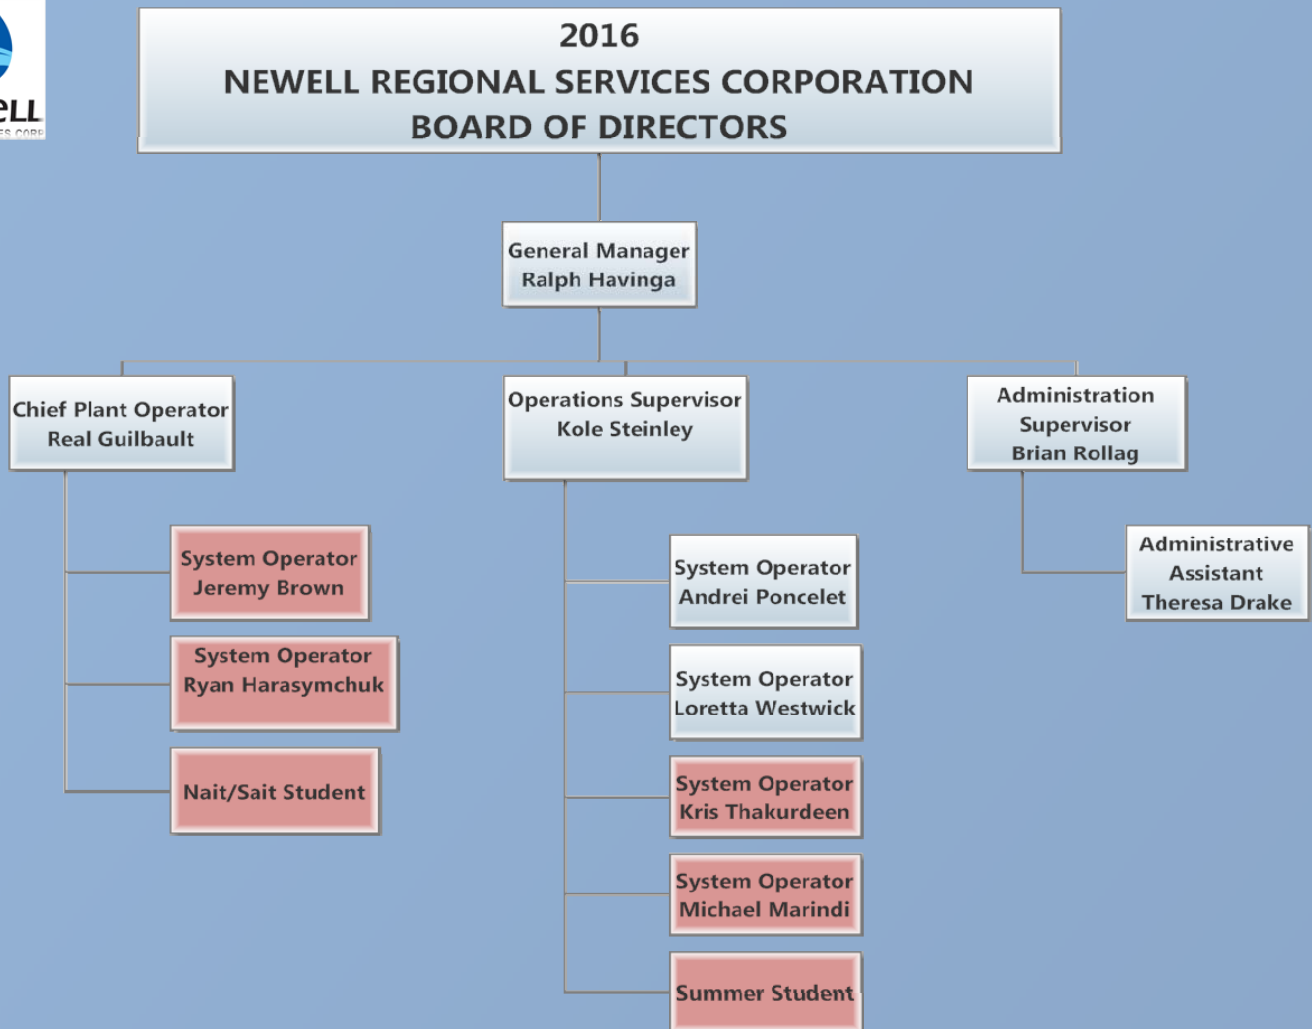 eLL
ES CORP
2016
NEWELL REGIONAL SERVICES CORPORATION
BOARD OF DIRECTORS
General Manager
Ralph Havinga
Chief Plant Operator
Real Guilbault
Operations Supervisor
Kole Steinley
Administration
Supervisor
Brian Rollag
System Operator
Jeremy Brown
System Operator
Ryan Harasymchuk
Nait/Sait Student
System Operator
Andrei Poncelet
System Operator
Loretta Westwick
System Operator
Kris Thakurdeen
System Operator
Michael Marindi
Summer Student
Administrative
Assistant
Theresa Drake